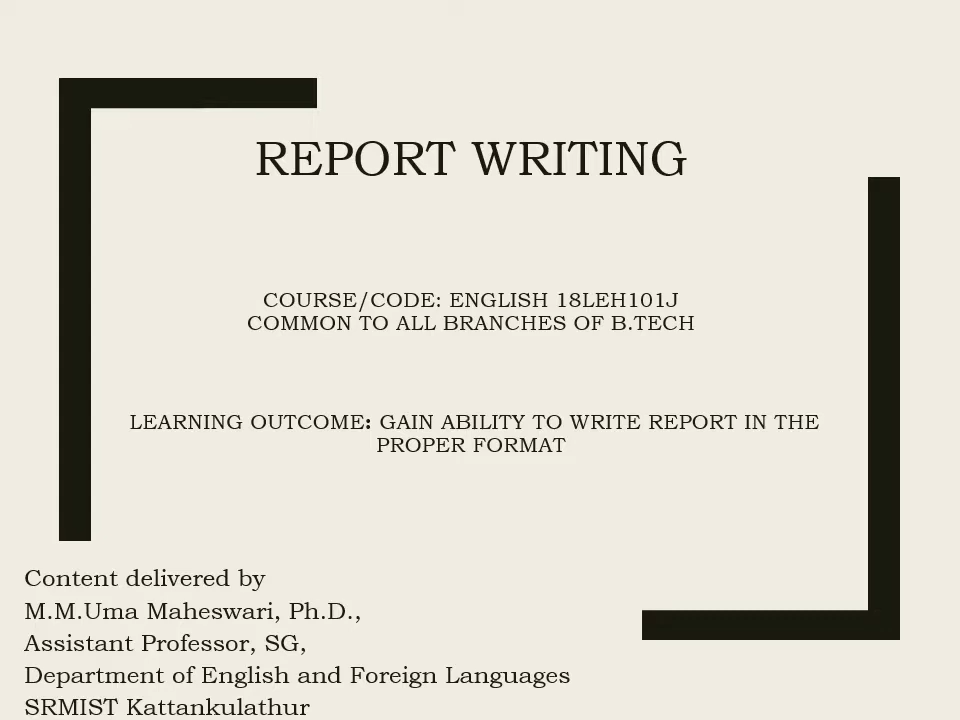 REPORT WRITING
COURSE/CODE: ENGLISH 18LEH101J
COMMON TO ALL BRANCHES OF B.TECH
LEARNING OUTCOME: GAIN ABILITY TO WRITE REPORT IN THE
PROPER FORMAT
Content delivered by
M.M.Uma Maheswari, Ph.D.,
Assistant Professor, SG,
Department of English and Foreign Languages
SRMIST Kattankulathur